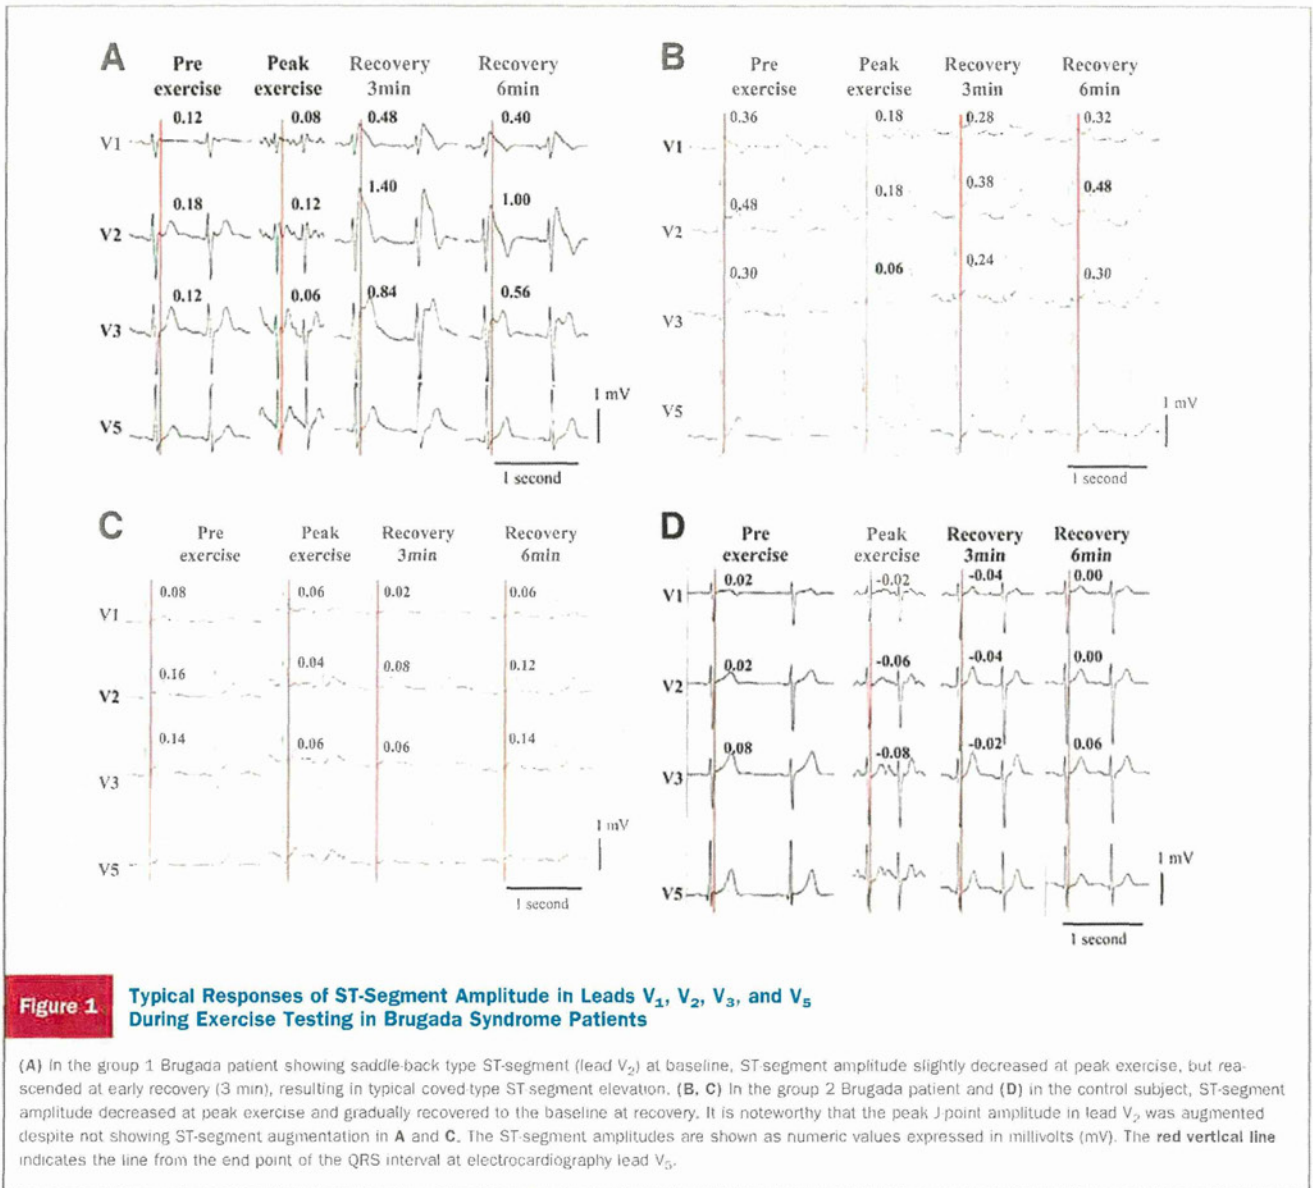 A
Pre exercise
Peak exercise
Recovery 3min
Recovery 6min
0.12
0.08
0.48
0.40
V1
0.18
0.12
1.40
1.00
V2
0.12
0.06
0.84
0.56
V3
V5
1 mV
1 second
B
Pre exercise
Peak exercise
Recovery 3min
Recovery 6min
0.36
0.18
0.28
0.32
V1
0.48
0.18
0.38
0.48
V2
0.30
0.06
0.24
0.30
V3
V5
1 mV
1 second
C
Pre exercise
Peak exercise
Recovery 3min
Recovery 6min
0.08
0.06
0.02
0.06
V1
0.16
0.04
0.08
0.12
V2
0.14
0.06
0.06
0.14
V3
V5
1 mV
1 second
D
Pre exercise
Peak exercise
Recovery 3min
Recovery 6min
0.02
-0.02
-0.04
0.00
V1
0.02
-0.06
-0.04
0.00
V2
0.08
-0.08
-0.02
0.06
V3
V5
1 mV
1 second
Figure 1
Typical Responses of ST-Segment Amplitude in Leads V₁, V₂, V₃, and V₅
During Exercise Testing in Brugada Syndrome Patients
(A) In the group 1 Brugada patient showing saddle-back type ST-segment (lead V₂) at baseline, ST-segment amplitude slightly decreased at peak exercise, but rea-
scended at early recovery (3 min), resulting in typical coved-type ST-segment elevation. (B, C) In the group 2 Brugada patient and (D) in the control subject, ST-segment
amplitude decreased at peak exercise and gradually recovered to the baseline at recovery. It is noteworthy that the peak J-point amplitude in lead V₂ was augmented
despite not showing ST-segment augmentation in A and C. The ST-segment amplitudes are shown as numeric values expressed in millivolts (mV). The red vertical line
indicates the line from the end point of the QRS interval at electrocardiography lead V₅.